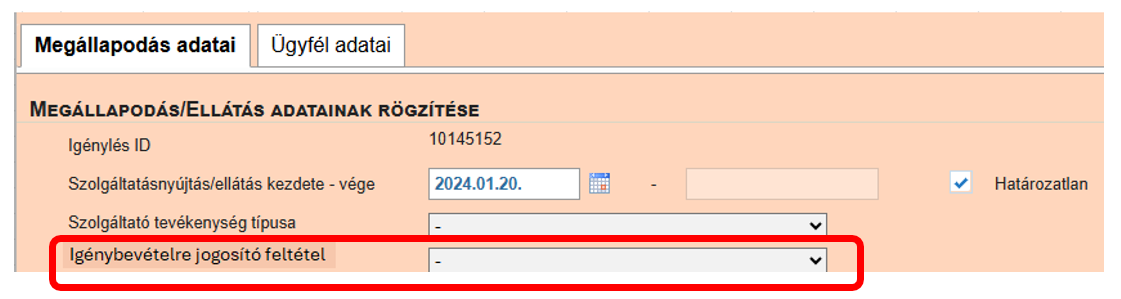 Megállapodás adatai Ügyfél adatai
MEGÁLLAPODÁS/ELLÁTÁS ADATAINAK RÖGZÍTÉSE
Igénylés ID 10145152
Szolgáltatásnyújtás/ellátás kezdete - vége 2024.01.20. - Határozatlan
Szolgáltató tevékenység típusa -
Igénybevételre jogosító feltétel -